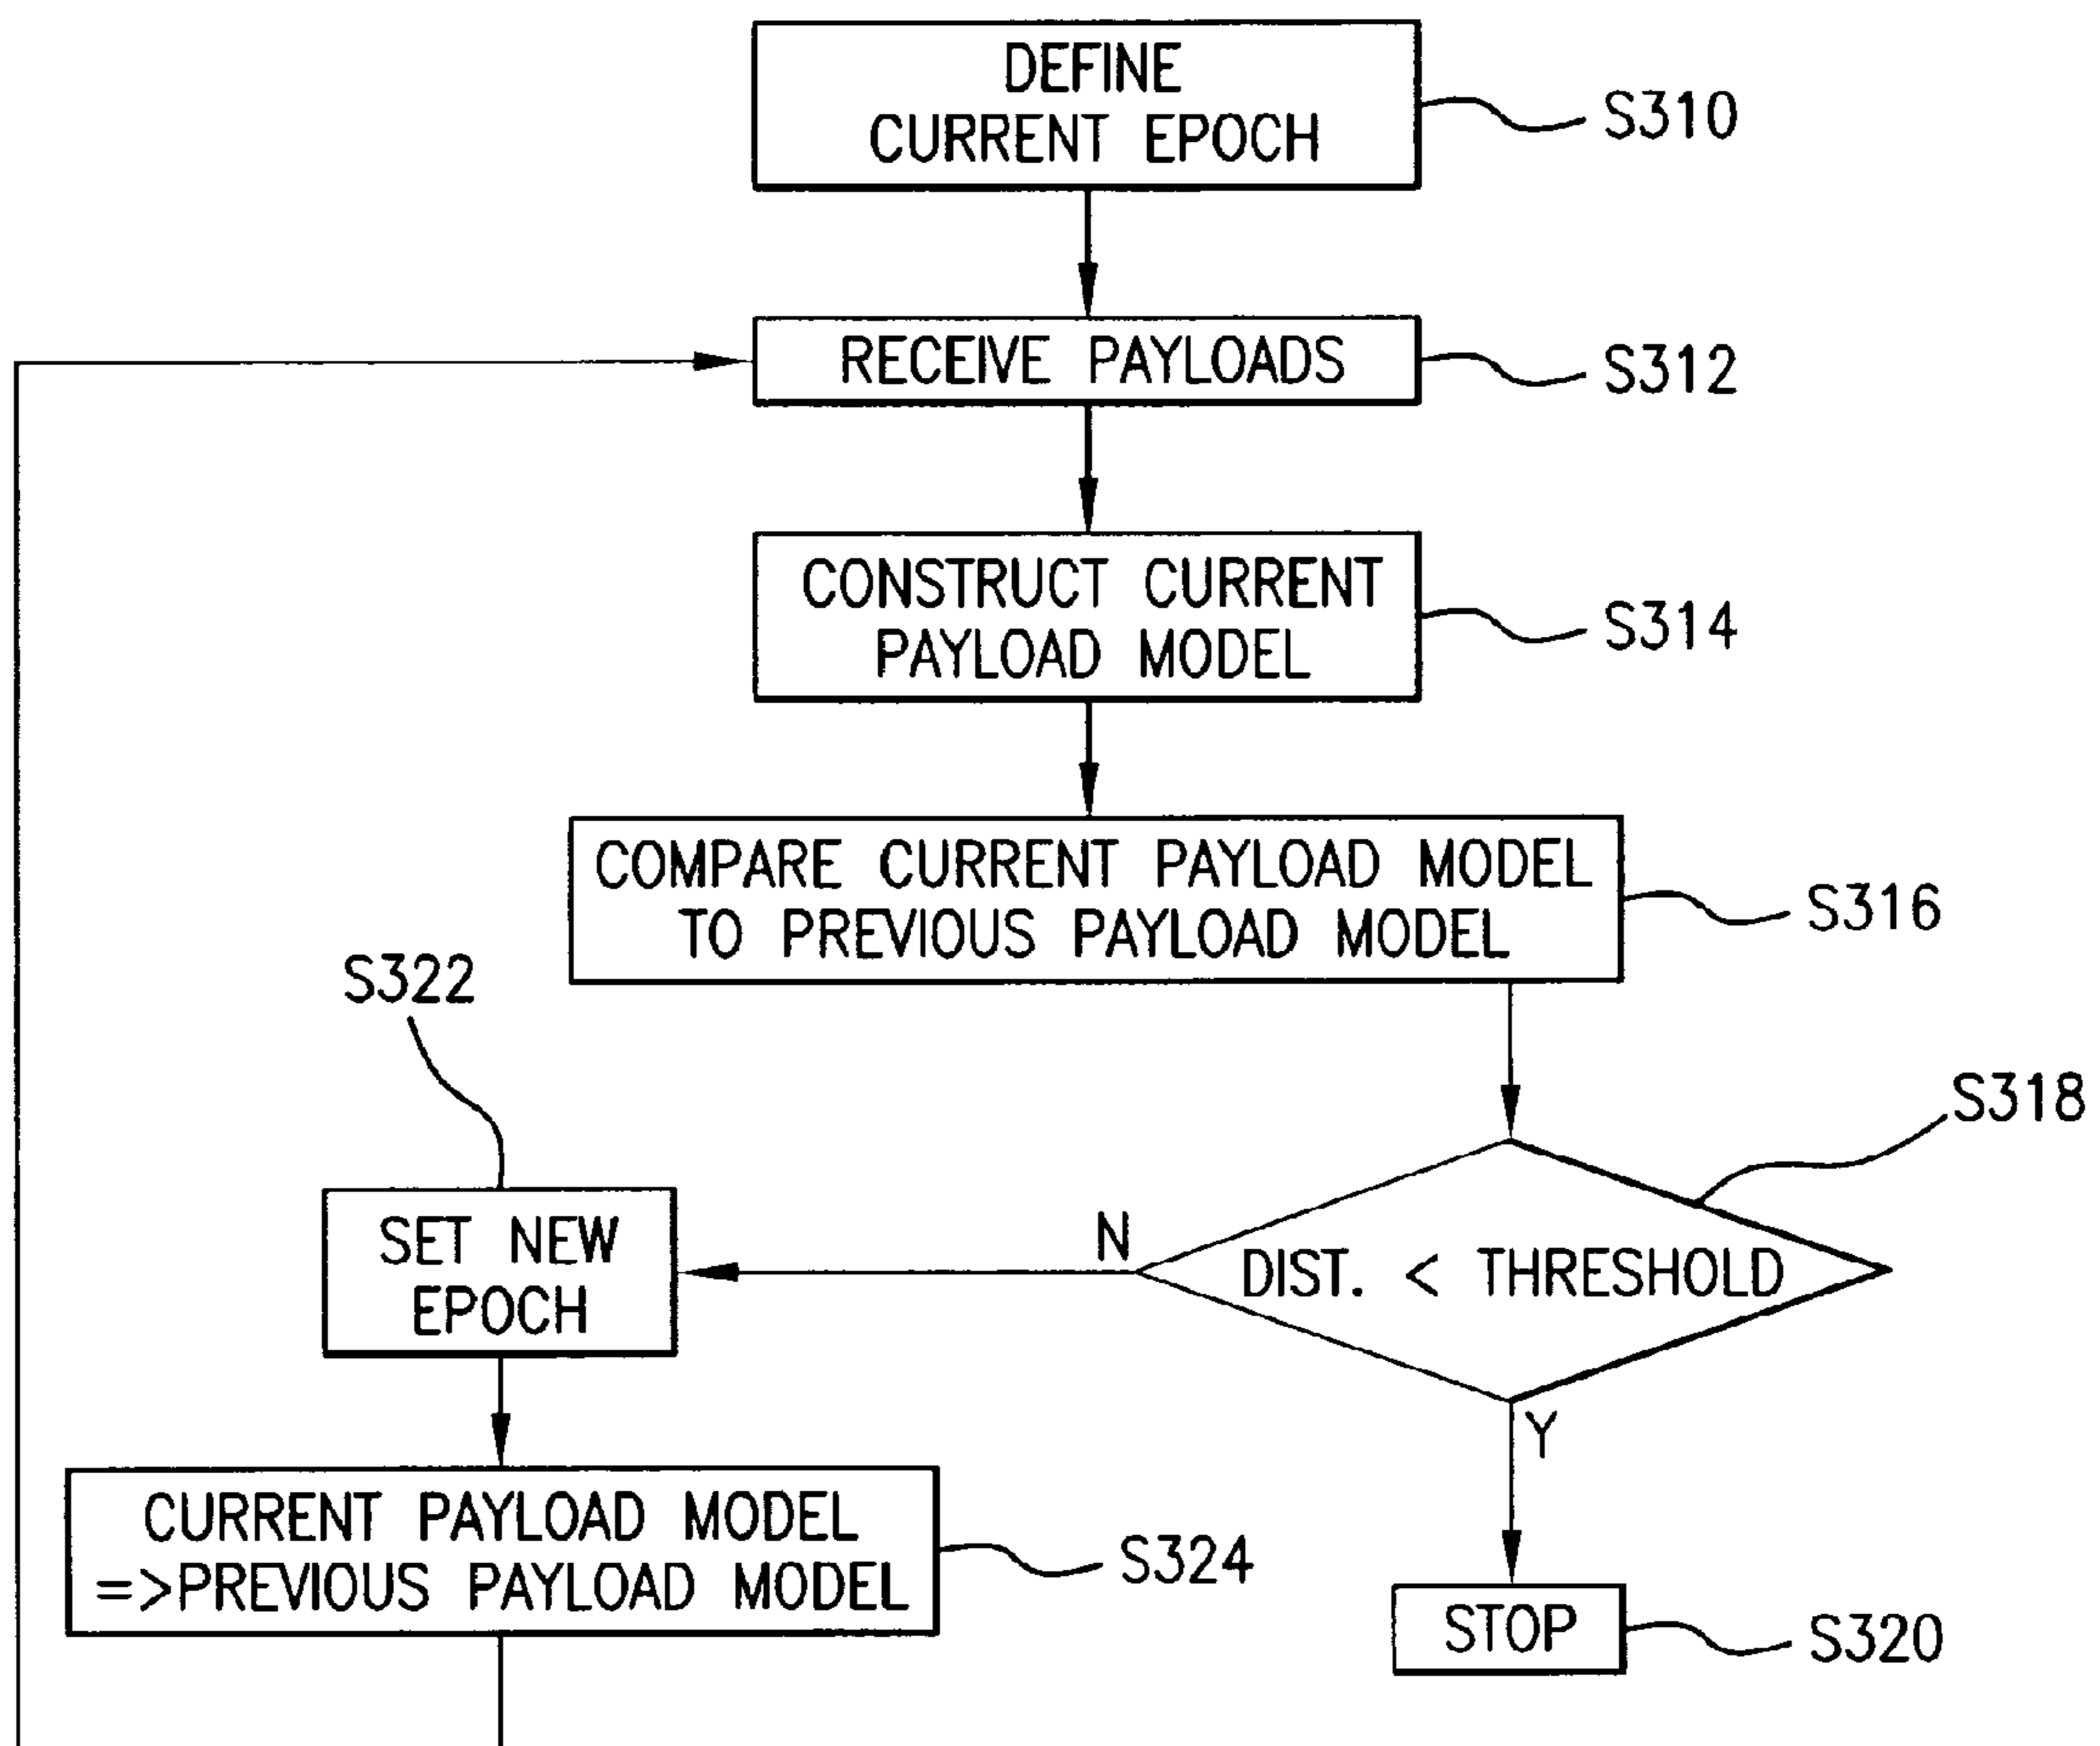 DEFINE
CURRENT EPOCH
S310
RECEIVE PAYLOADS
S312
CONSTRUCT CURRENT
PAYLOAD MODEL
S314
COMPARE CURRENT PAYLOAD MODEL
TO PREVIOUS PAYLOAD MODEL
S316
S322
S318
SET NEW
EPOCH
N
DIST. < THRESHOLD
Y
CURRENT PAYLOAD MODEL
=>PREVIOUS PAYLOAD MODEL
S324
STOP
S320